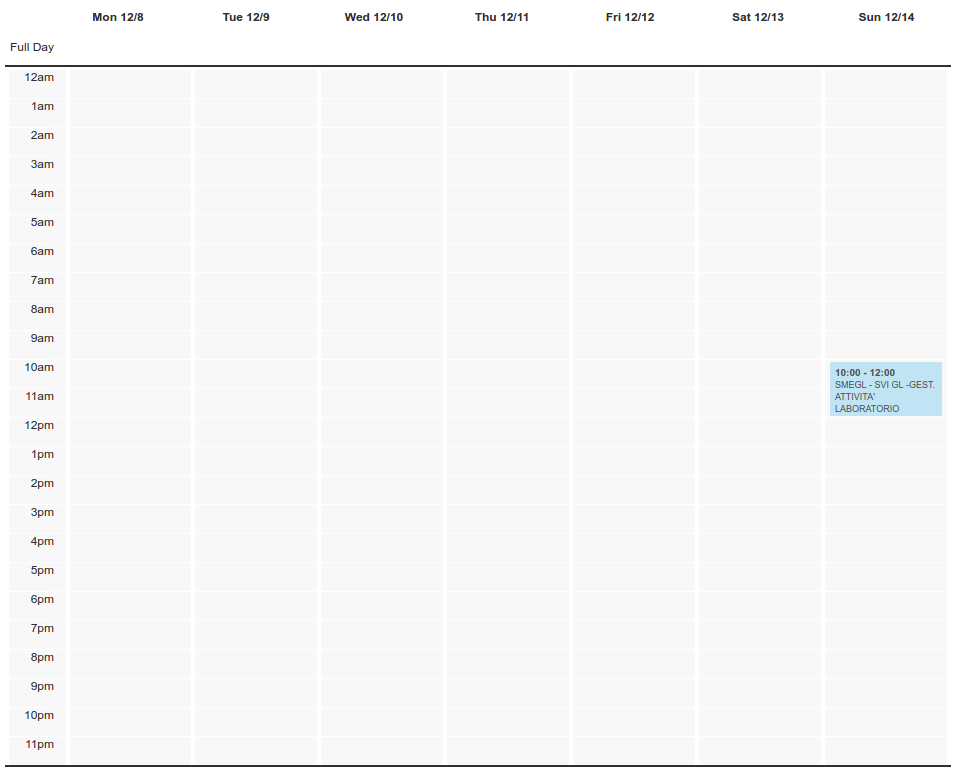 Mon 12/8 Tue 12/9 Wed 12/10 Thu 12/11 Fri 12/12 Sat 12/13 Sun 12/14
Full Day
12am
1am
2am
3am
4am
5am
6am
7am
8am
9am
10am
11am
12pm
1pm
2pm
3pm
4pm
5pm
6pm
7pm
8pm
9pm
10pm
11pm
10:00 - 12:00
SMEGL - SVI GL -GEST.
ATTIVITA'
LABORATORIO